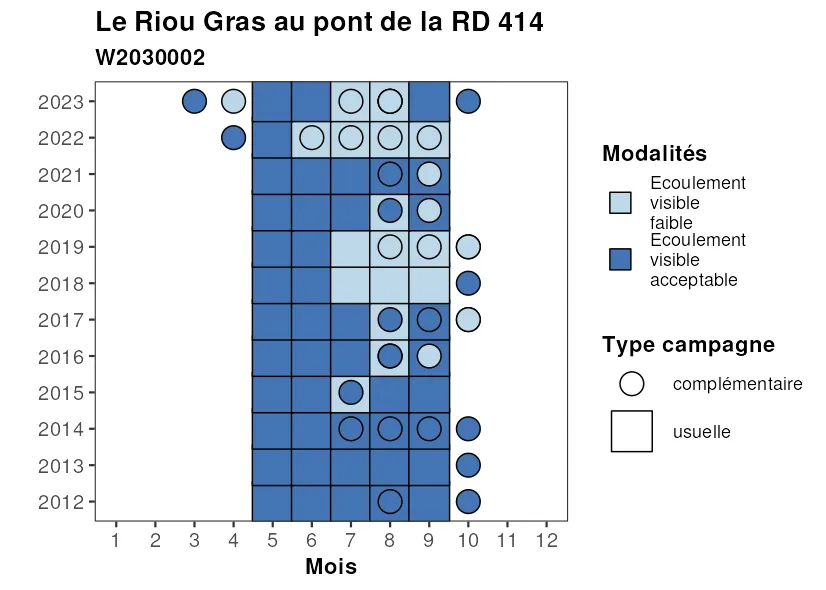 Le Riou Gras au pont de la RD 414
W2030002
2023
2022
2021
2020
2019
2018
2017
2016
2015
2014
2013
2012
1 2 3 4 5 6 7 8 9 10 11 12
Mois
Modalités
Ecoulement
visible
faible
Ecoulement
visible
acceptable
Type campagne
complémentaire
usuelle